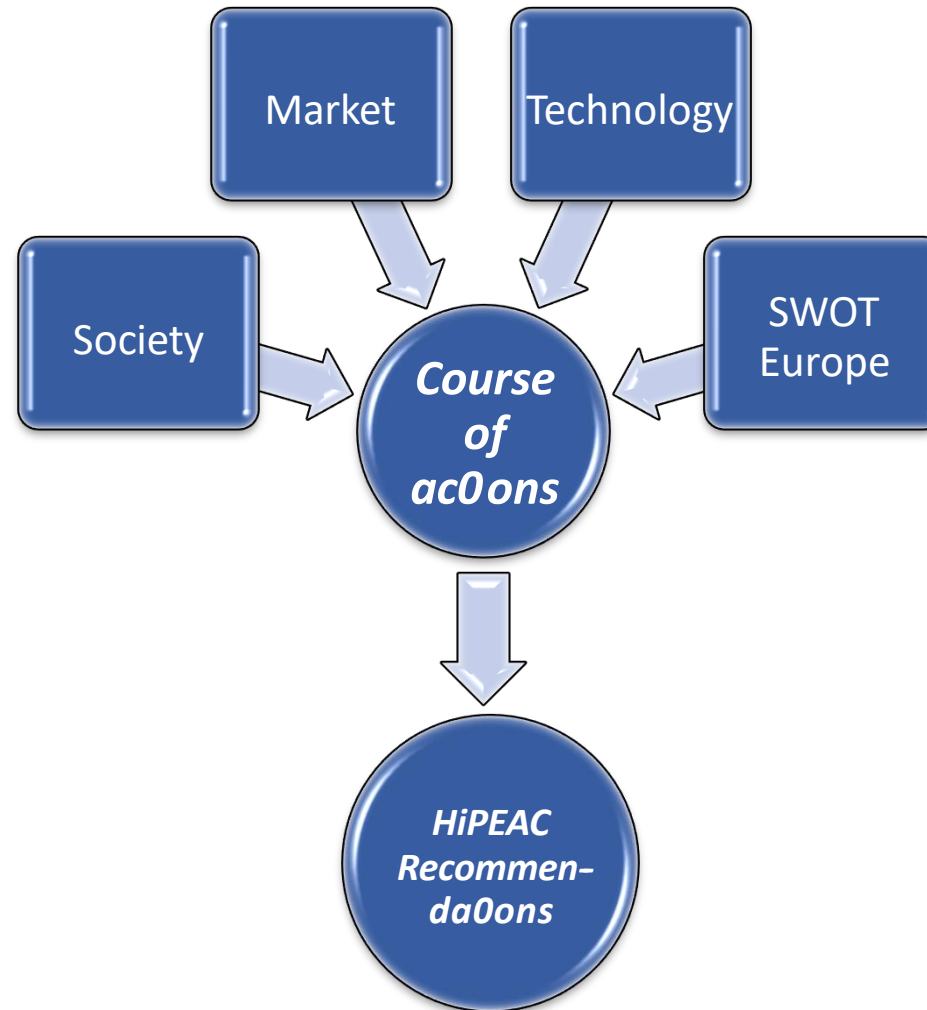 Market
Technology
Society
SWOT
Europe
Course
of
ac0ons
HiPEAC
Recommen-
da0ons